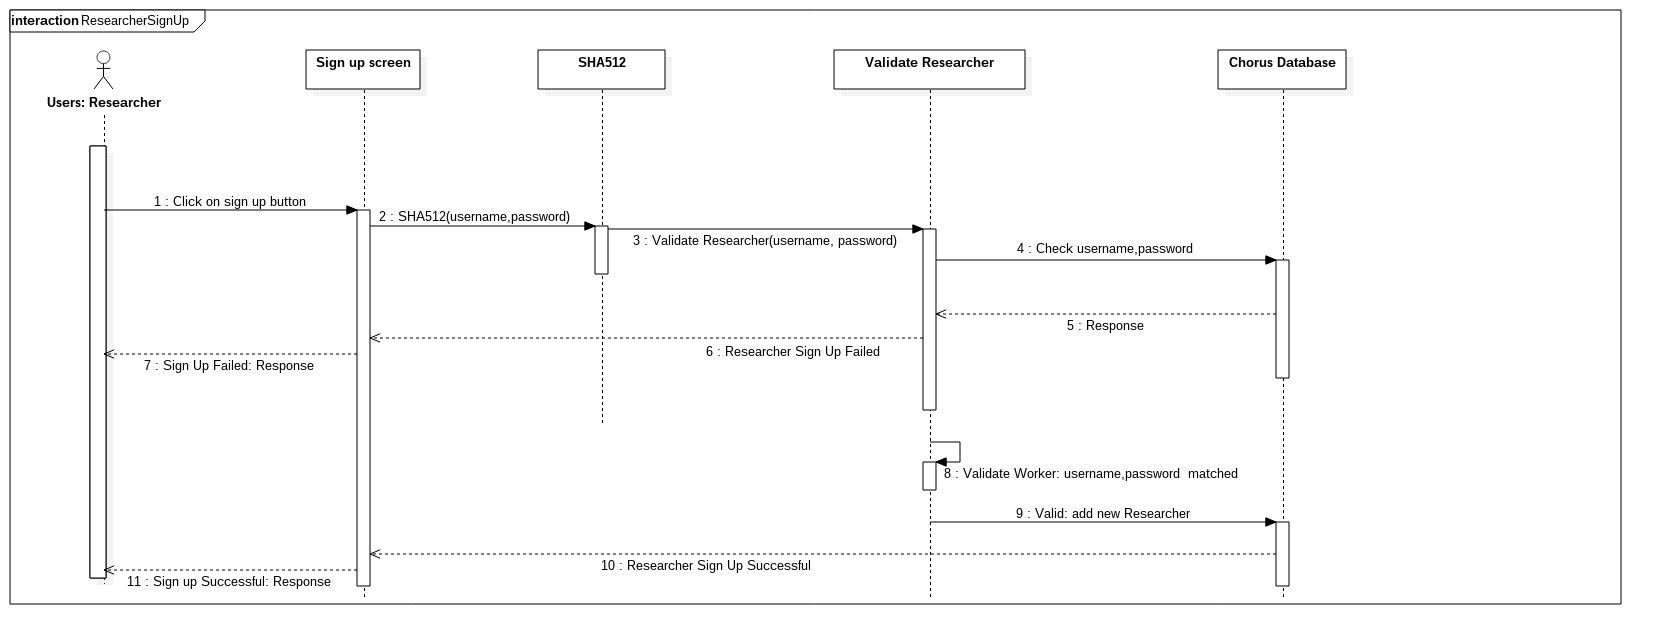 interaction ResearcherSignUp
Users: Researcher
Sign up screen
SHA512
Validate Researcher
Chorus Database
1 : Click on sign up button
2 : SHA512(username,password)
3 : Validate Researcher(username, password)
4 : Check username,password
5 : Response
6 : Researcher Sign Up Failed
7 : Sign Up Failed: Response
8 : Validate Worker: username,password  matched
9 : Valid: add new Researcher
10 : Researcher Sign Up Successful
11 : Sign up Successful: Response